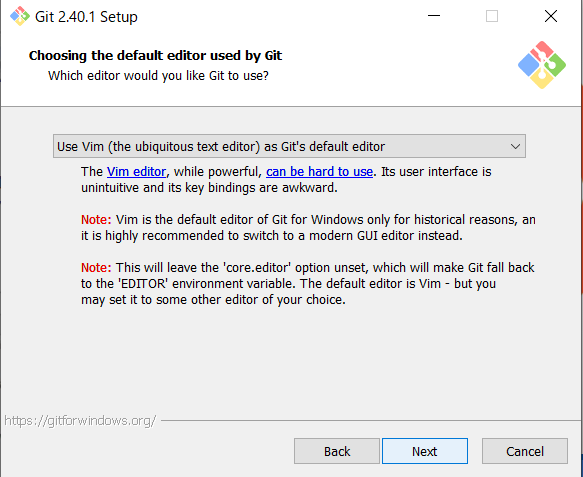 Git 2.40.1 Setup
Choosing the default editor used by Git
Which editor would you like Git to use?
Use Vim (the ubiquitous text editor) as Git's default editor
The Vim editor, while powerful, can be hard to use. Its user interface is
unintuitive and its key bindings are awkward.
Note: Vim is the default editor of Git for Windows only for historical reasons, an
it is highly recommended to switch to a modern GUI editor instead.
Note: This will leave the 'core.editor' option unset, which will make Git fall back
to the 'EDITOR' environment variable. The default editor is Vim - but you
may set it to some other editor of your choice.
https://gitforwindows.org/
Back
Next
Cancel